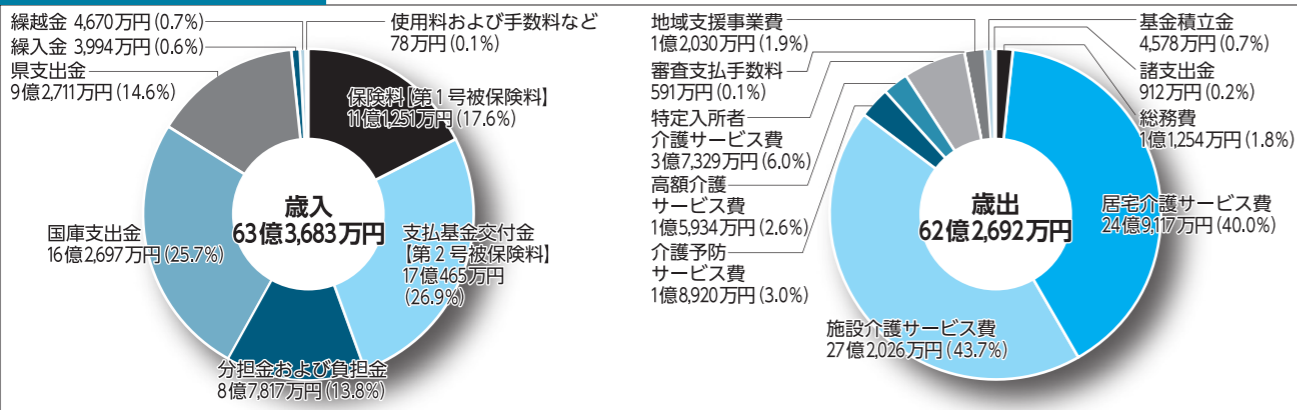 繰越金 4,670万円(0.7%)
繰入金 3,994万円(0.6%)
県支出金
9億2,711万円(14.6%)
使用料および手数料など
78万円(0.1%)
保険料【第1号被保険料】
11億1,251万円(17.6%)
歳入
63億3,683万円
国庫支出金
16億2,697万円(25.7%)
支払基金交付金
【第2号被保険料】
17億465万円
(26.9%)
分担金および負担金
8億7,817万円(13.8%)
地域支援事業費
1億2,030万円(1.9%)
審査支払手数料
591万円(0.1%)
特定入所者
介護サービス費
3億7,329万円(6.0%)
高額介護
サービス費
1億5,934万円(2.6%)
介護予防
サービス費
1億8,920万円(3.0%)
基金積立金
4,578万円(0.7%)
諸支出金
912万円(0.2%)
総務費
1億1,254万円(1.8%)
歳出
62億2,692万円
居宅介護サービス費
24億9,117万円(40.0%)
施設介護サービス費
27億2,026万円(43.7%)